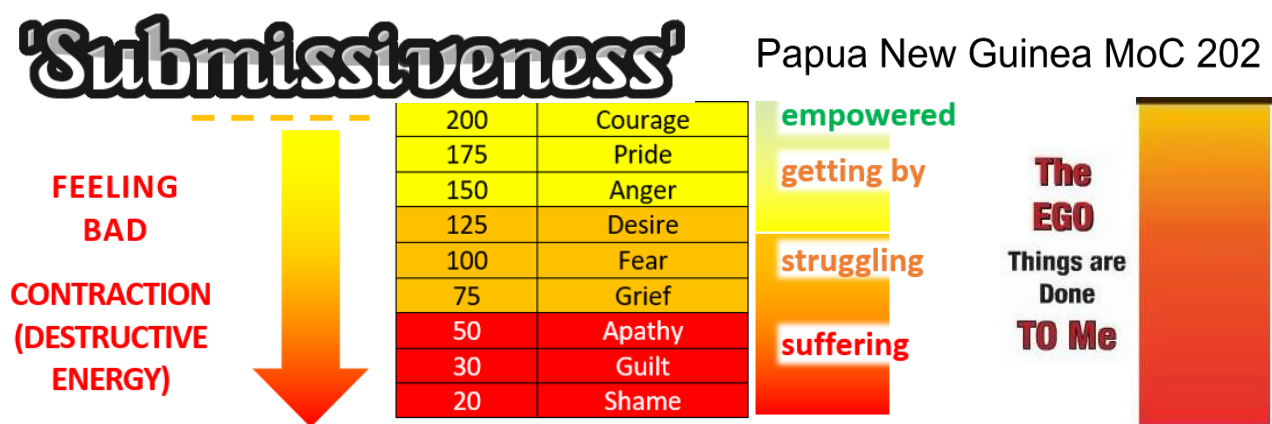 'Submissiveness'
Papua New Guinea MoC 202
FEELING
BAD
CONTRACTION
(DESTRUCTIVE
ENERGY)
200 Courage
175 Pride
150 Anger
125 Desire
100 Fear
75 Grief
50 Apathy
30 Guilt
20 Shame
empowered
getting by
struggling
suffering
The
EGO
Things are
Done
TO Me